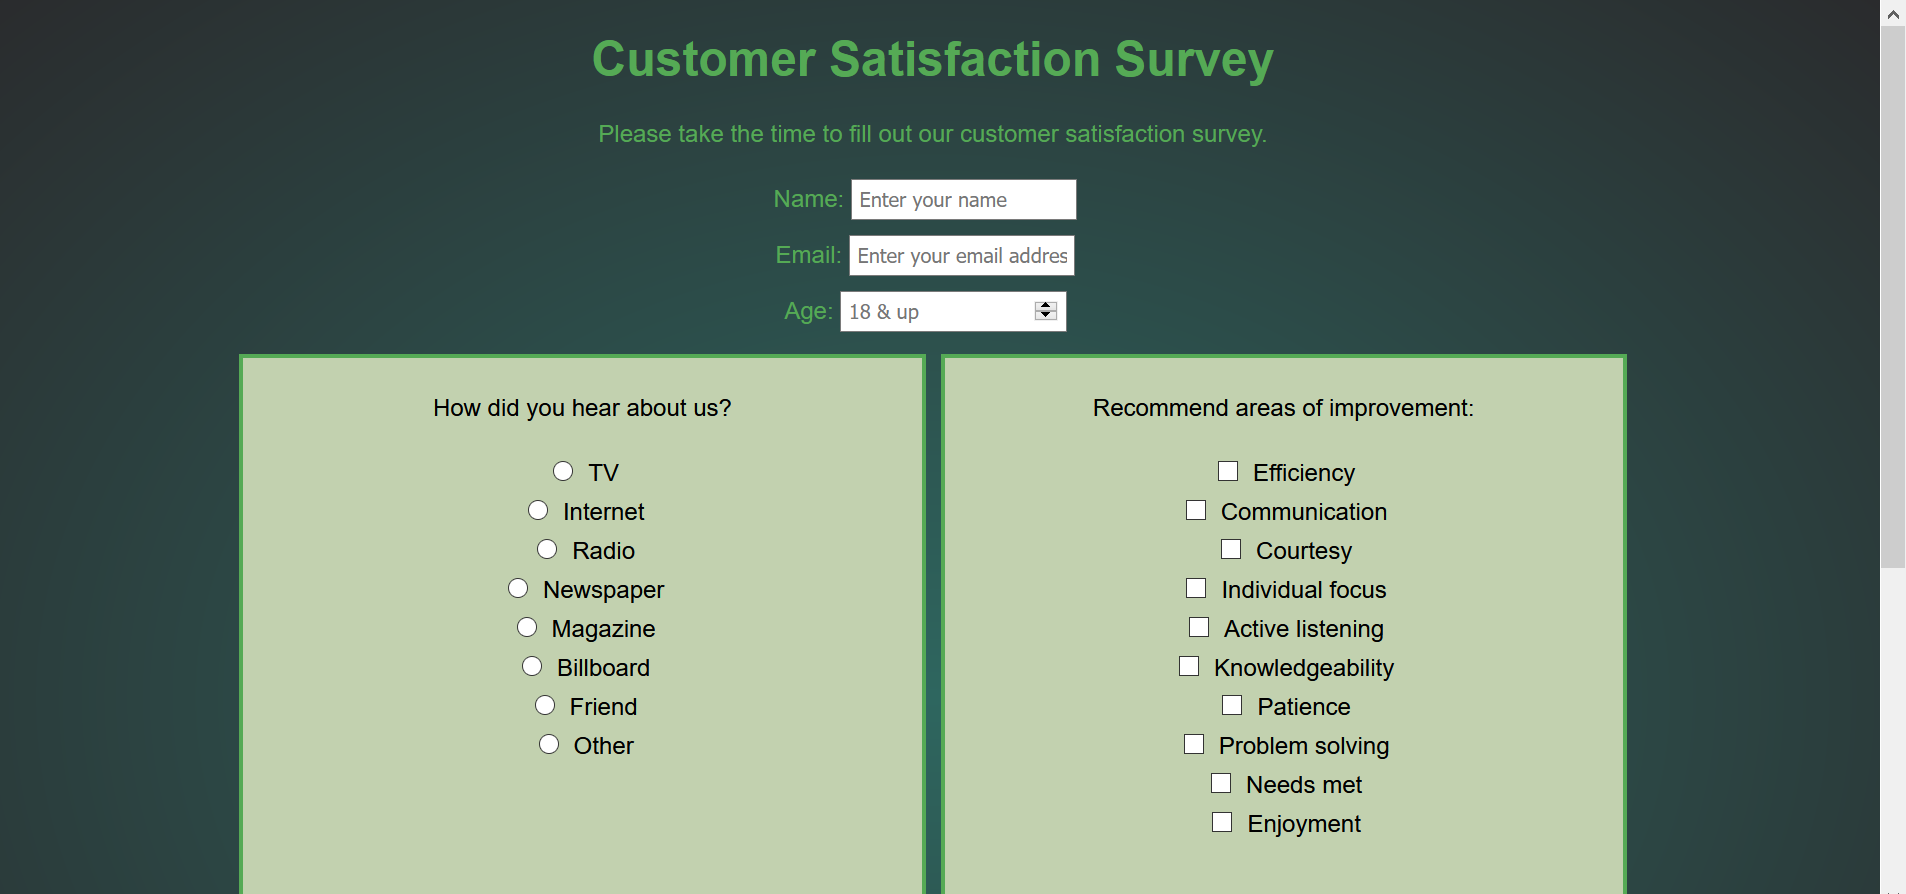 Customer Satisfaction Survey
Please take the time to fill out our customer satisfaction survey.
Name: Enter your name
Email: Enter your email addres
Age: 18 & up
How did you hear about us?
TV
Internet
Radio
Newspaper
Magazine
Billboard
Friend
Other
Recommend areas of improvement:
Efficiency
Communication
Courtesy
Individual focus
Active listening
Knowledgeability
Patience
Problem solving
Needs met
Enjoyment